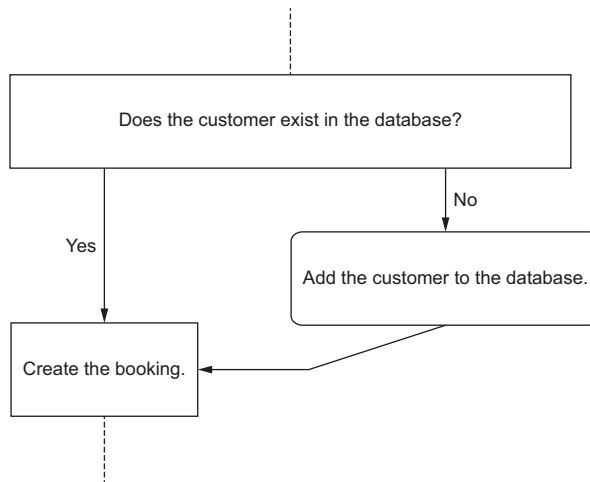 Does the customer exist in the database?
No
Yes
Add the customer to the database.
Create the booking.